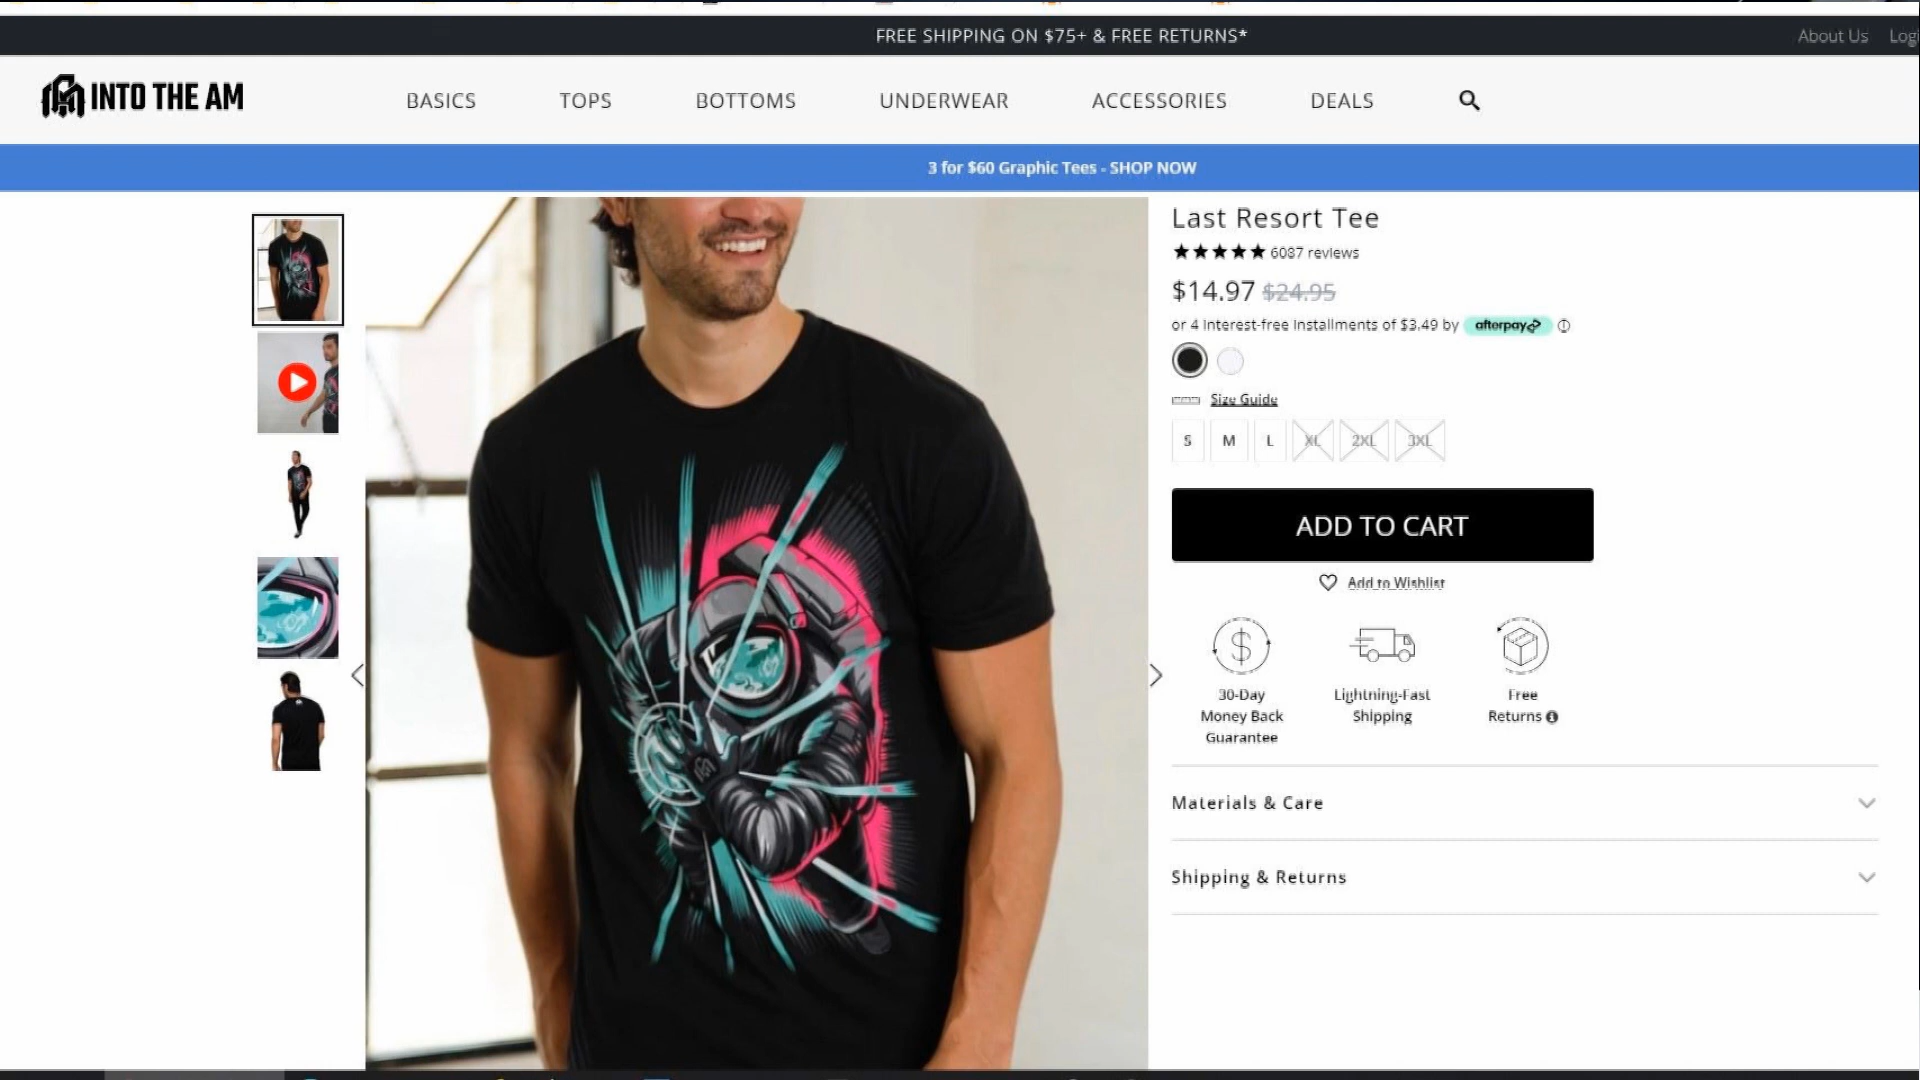 FREE SHIPPING ON $75+ & FREE RETURNS*
About Us
INTO THE AM
BASICS TOPS BOTTOMS UNDERWEAR ACCESSORIES DEALS
3 for $60 Graphic Tees - SHOP NOW
Last Resort Tee
6087 reviews
$14.97 $24.95
or 4 interest-free installments of $3.49 by afterpay
Size Guide
S M L XL 2XL 3XL
ADD TO CART
Add to Wishlist
30-Day
Money Back
Guarantee
Lightning-Fast
Shipping
Free
Returns
Materials & Care
Shipping & Returns